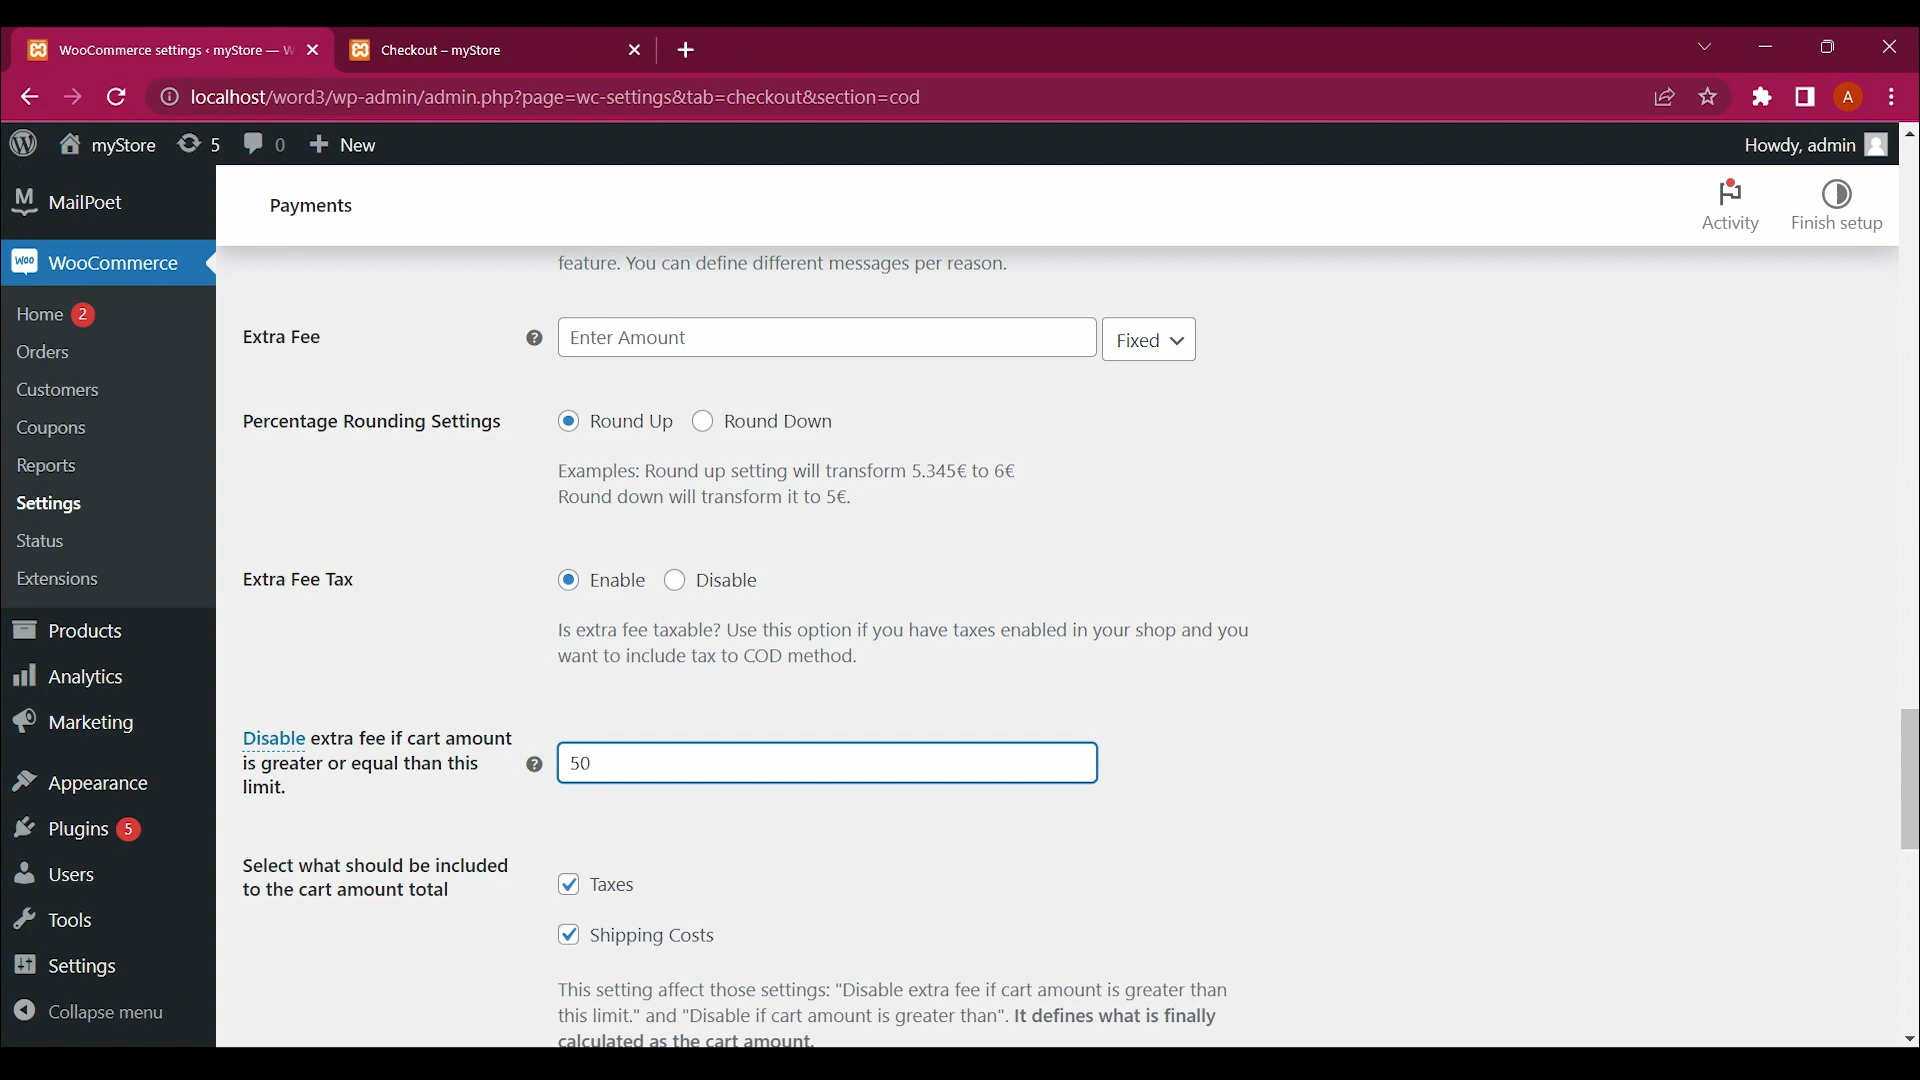 WooCommerce settings ‹ myStore — W
Checkout – myStore
localhost/word3/wp-admin/admin.php?page=wc-settings&tab=checkout&section=cod
A
myStore
5
0
New
Howdy, admin
M MailPoet
Payments
Activity
Finish setup
Woo WooCommerce
Home 2
Orders
Customers
Coupons
Reports
Settings
Status
Extensions
Products
Analytics
Marketing
Appearance
Plugins 5
Users
Tools
Settings
Collapse menu
feature. You can define different messages per reason.
Extra Fee
?
Enter Amount
Fixed
Percentage Rounding Settings
Round Up
Round Down
Examples: Round up setting will transform 5.345€ to 6€
Round down will transform it to 5€.
Extra Fee Tax
Enable
Disable
Is extra fee taxable? Use this option if you have taxes enabled in your shop and you
want to include tax to COD method.
Disable extra fee if cart amount
is greater or equal than this
limit.
?
50
Select what should be included
to the cart amount total
Taxes
Shipping Costs
This setting affect those settings: "Disable extra fee if cart amount is greater than
this limit." and "Disable if cart amount is greater than". It defines what is finally
calculated as the cart amount.